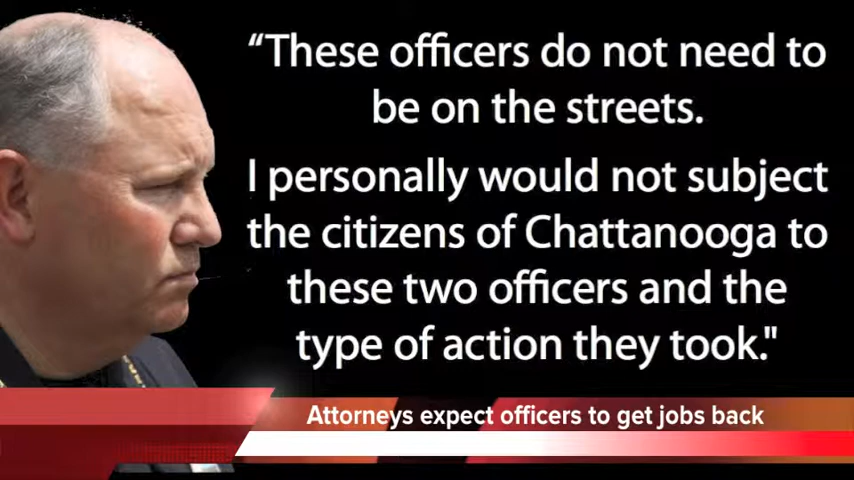 “These officers do not need to
be on the streets.
I personally would not subject
the citizens of Chattanooga to
these two officers and the
type of action they took."
Attorneys expect officers to get jobs back